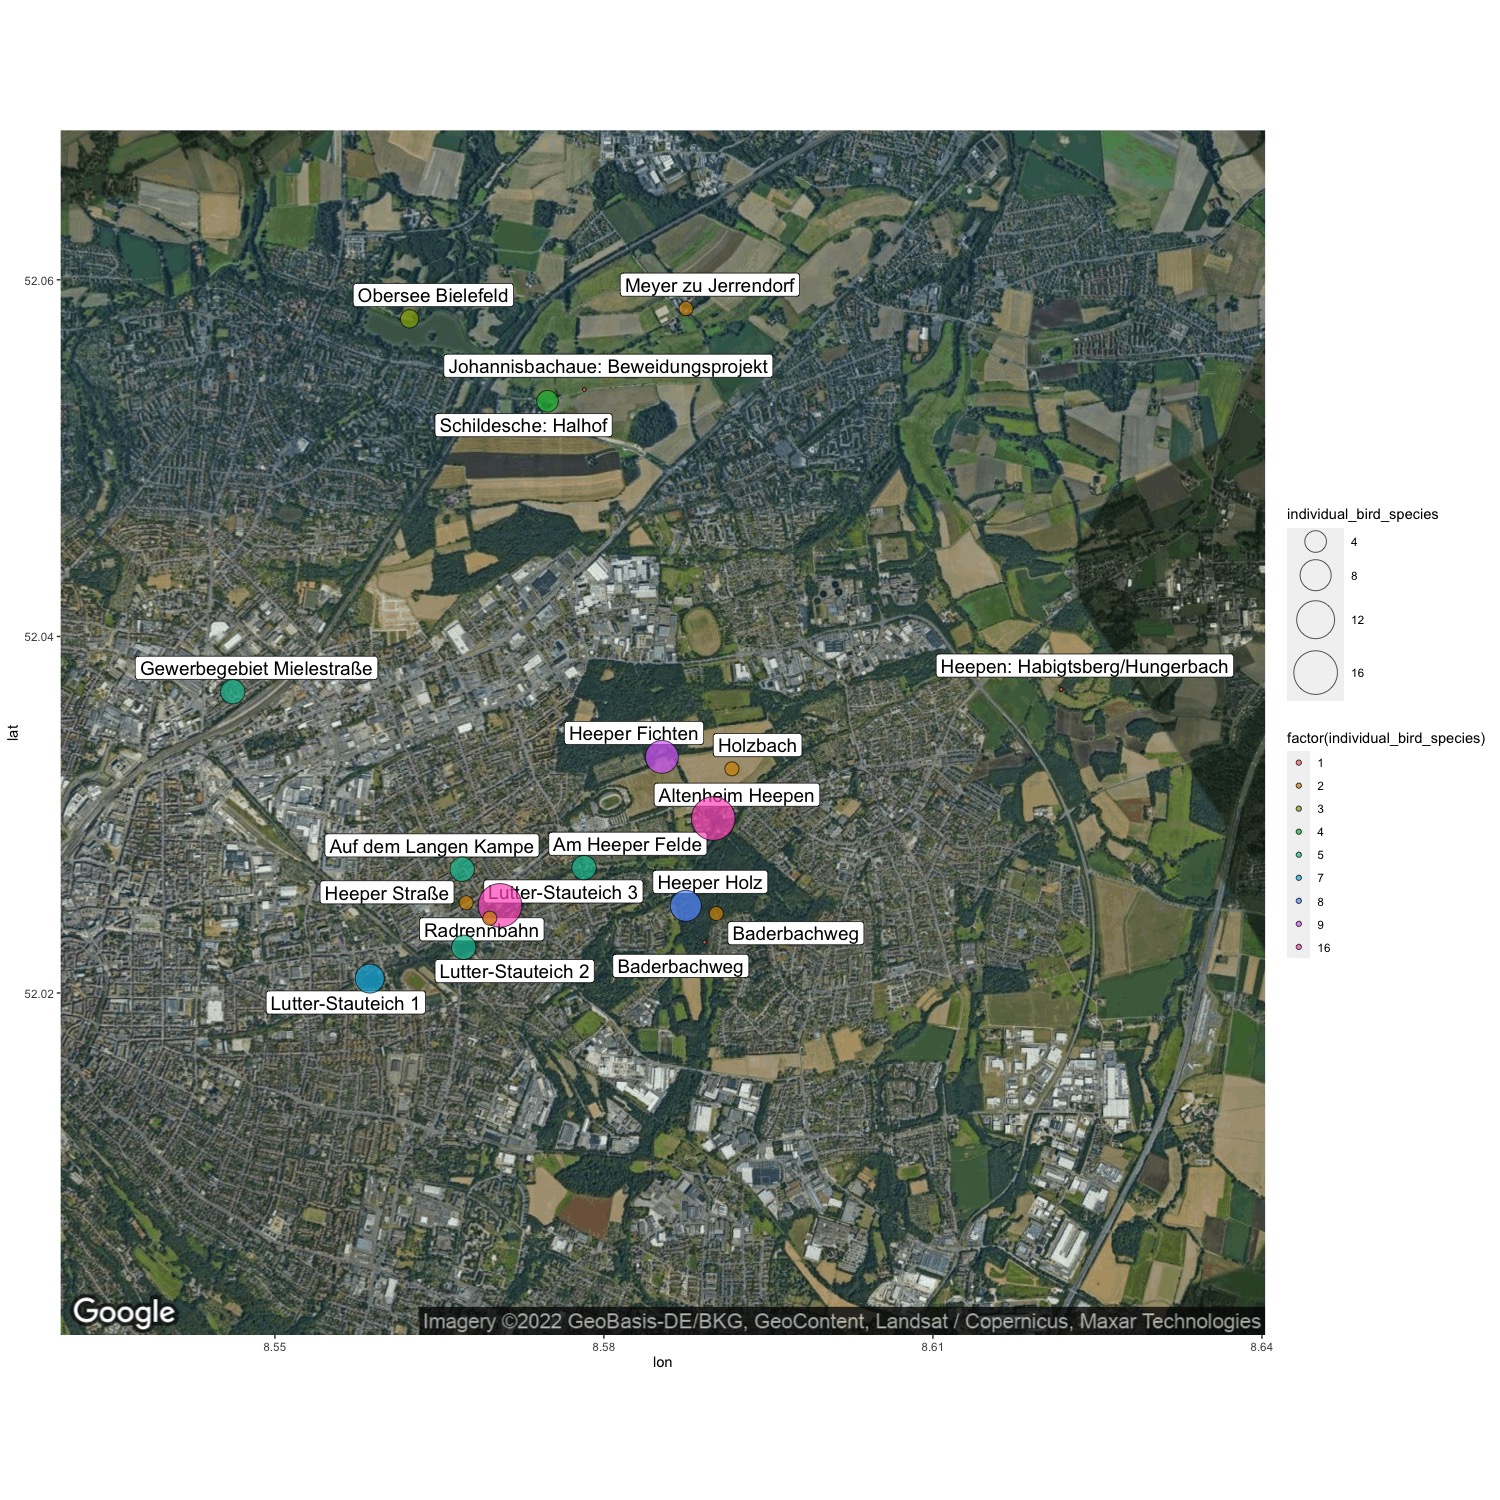 52.06
52.04
52.02
lat
Obersee Bielefeld
Meyer zu Jerrendorf
Johannisbachaue: Beweidungsprojekt
Schildesche: Halhof
Gewerbegebiet Mielestraße
Heepen: Habigtsberg/Hungerbach
Heeper Fichten
Holzbach
Altenheim Heepen
Auf dem Langen Kampe
Am Heeper Felde
Heeper Straße
Lutter-Stauteich 3
Heeper Holz
Radrennbahn
Baderbachweg
Lutter-Stauteich 2
Baderbachweg
Lutter-Stauteich 1
Google
Imagery ©2022 GeoBasis-DE/BKG, GeoContent, Landsat / Copernicus, Maxar Technologies
8.55
8.58
8.61
8.64
lon
individual_bird_species
4
8
12
16
factor(individual_bird_species)
1
2
3
4
5
7
8
9
16